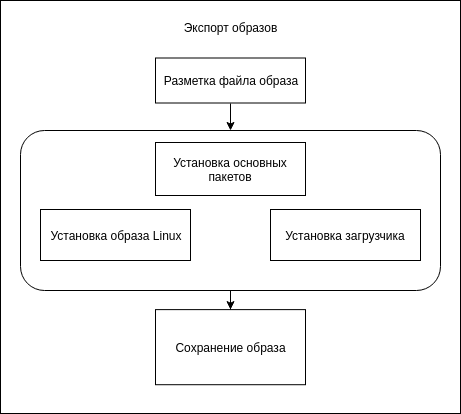 Экспорт образов
Разметка файла образа
Установка основных
пакетов
Установка образа Linux
Установка загрузчика
Сохранение образа